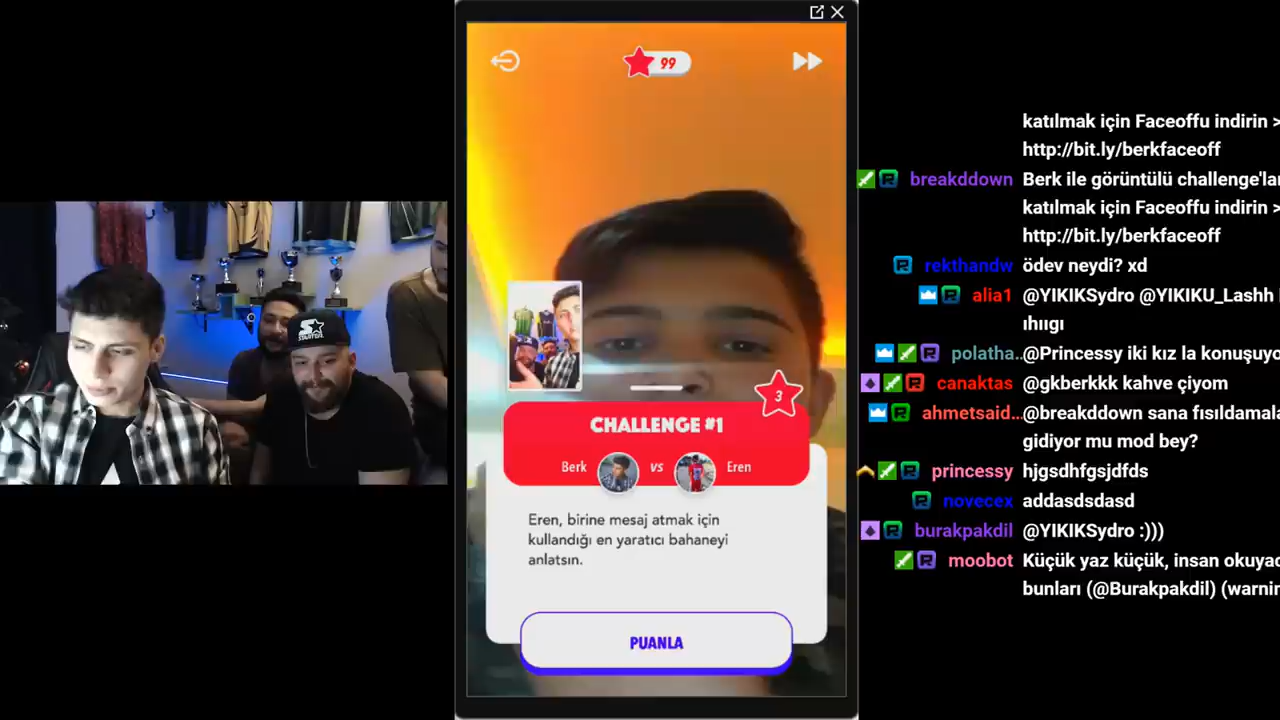 99
3
CHALLENGE #1
Berk vs Eren
Eren, birine mesaj atmak için
kullandığı en yaratıcı bahaneyi
anlatsın.
PUANLA
katılmak için Faceoffu indirin >
http://bit.ly/berkfaceoff
breakddown Berk ile görüntülü challenge'lar
katılmak için Faceoffu indirin >
http://bit.ly/berkfaceoff
rekthandw ödev neydi? xd
alia1 @YIKIKSydro @YIKIKU_Lashh
ıhııgı
polatha.. @Princessy iki kız la konuşuyo
canaktas @gkberkkk kahve çiyom
ahmetsaid... @breakddown sana fısıldamala
gidiyor mu mod bey?
princessy hjgsdhfgsjdfds
novecex addasdsdasd
burakpakdil @YIKIKSydro :)))
moobot Küçük yaz küçük, insan okuyac
bunları (@Burakpakdil) (warnin